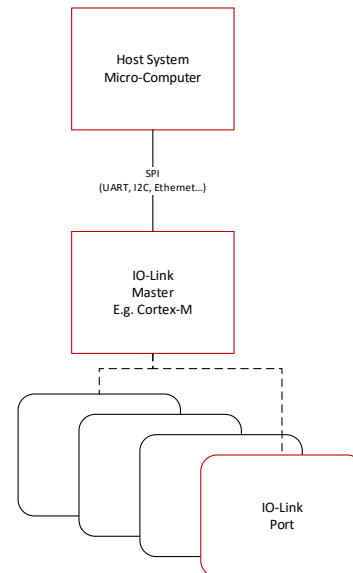 Host System
Micro-Computer
SPI
(UART, I2C, Ethernet...)
IO-Link
Master
E.g. Cortex-M
IO-Link
Port